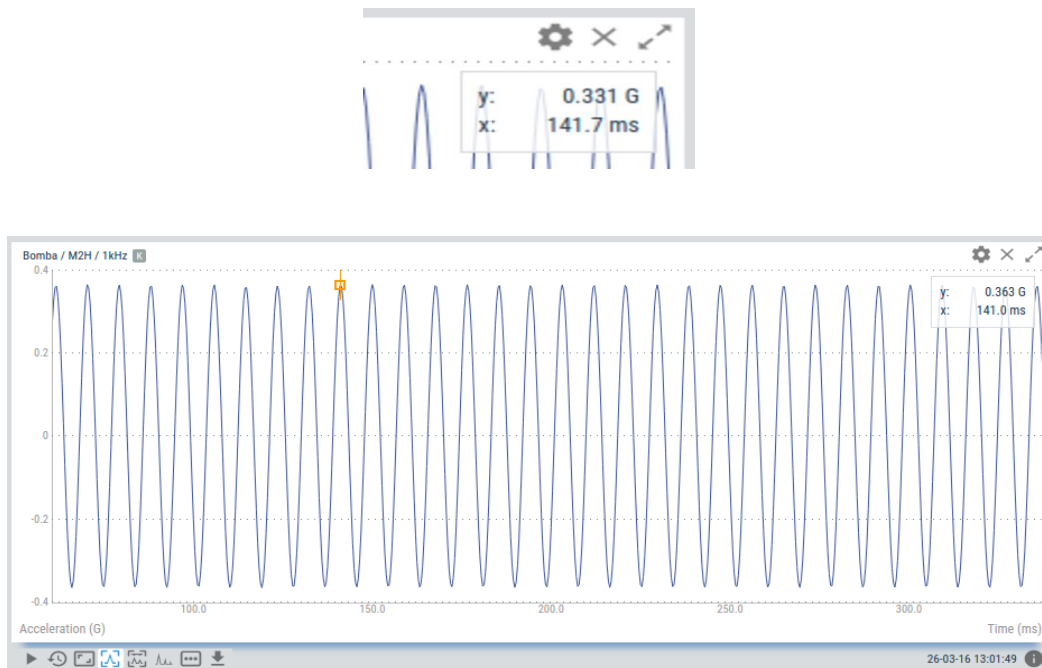 y: 0.331 G
x: 141.7 ms
Bomba / M2H / 1kHz K
0.4
y: 0.363 G
x: 141.0 ms
0.2
0
-0.2
-0.4
100.0 150.0 200.0 250.0 300.0
Acceleration (G) Time (ms)
26-03-16 13:01:49